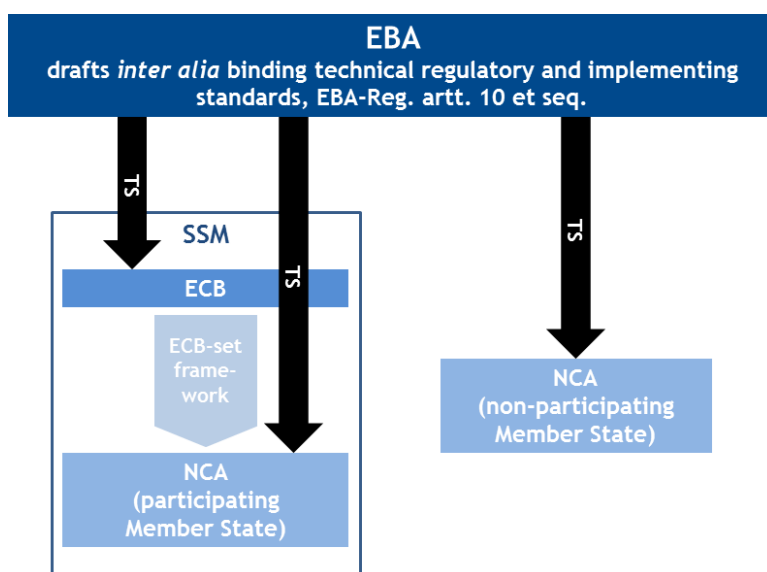 EBA
drafts inter alia binding technical regulatory and implementing
standards, EBA-Reg. artt. 10 et seq.
TS
TS
TS
SSM
ECB
ECB-set
frame-
work
NCA
(participating
Member State)
NCA
(non-participating
Member State)